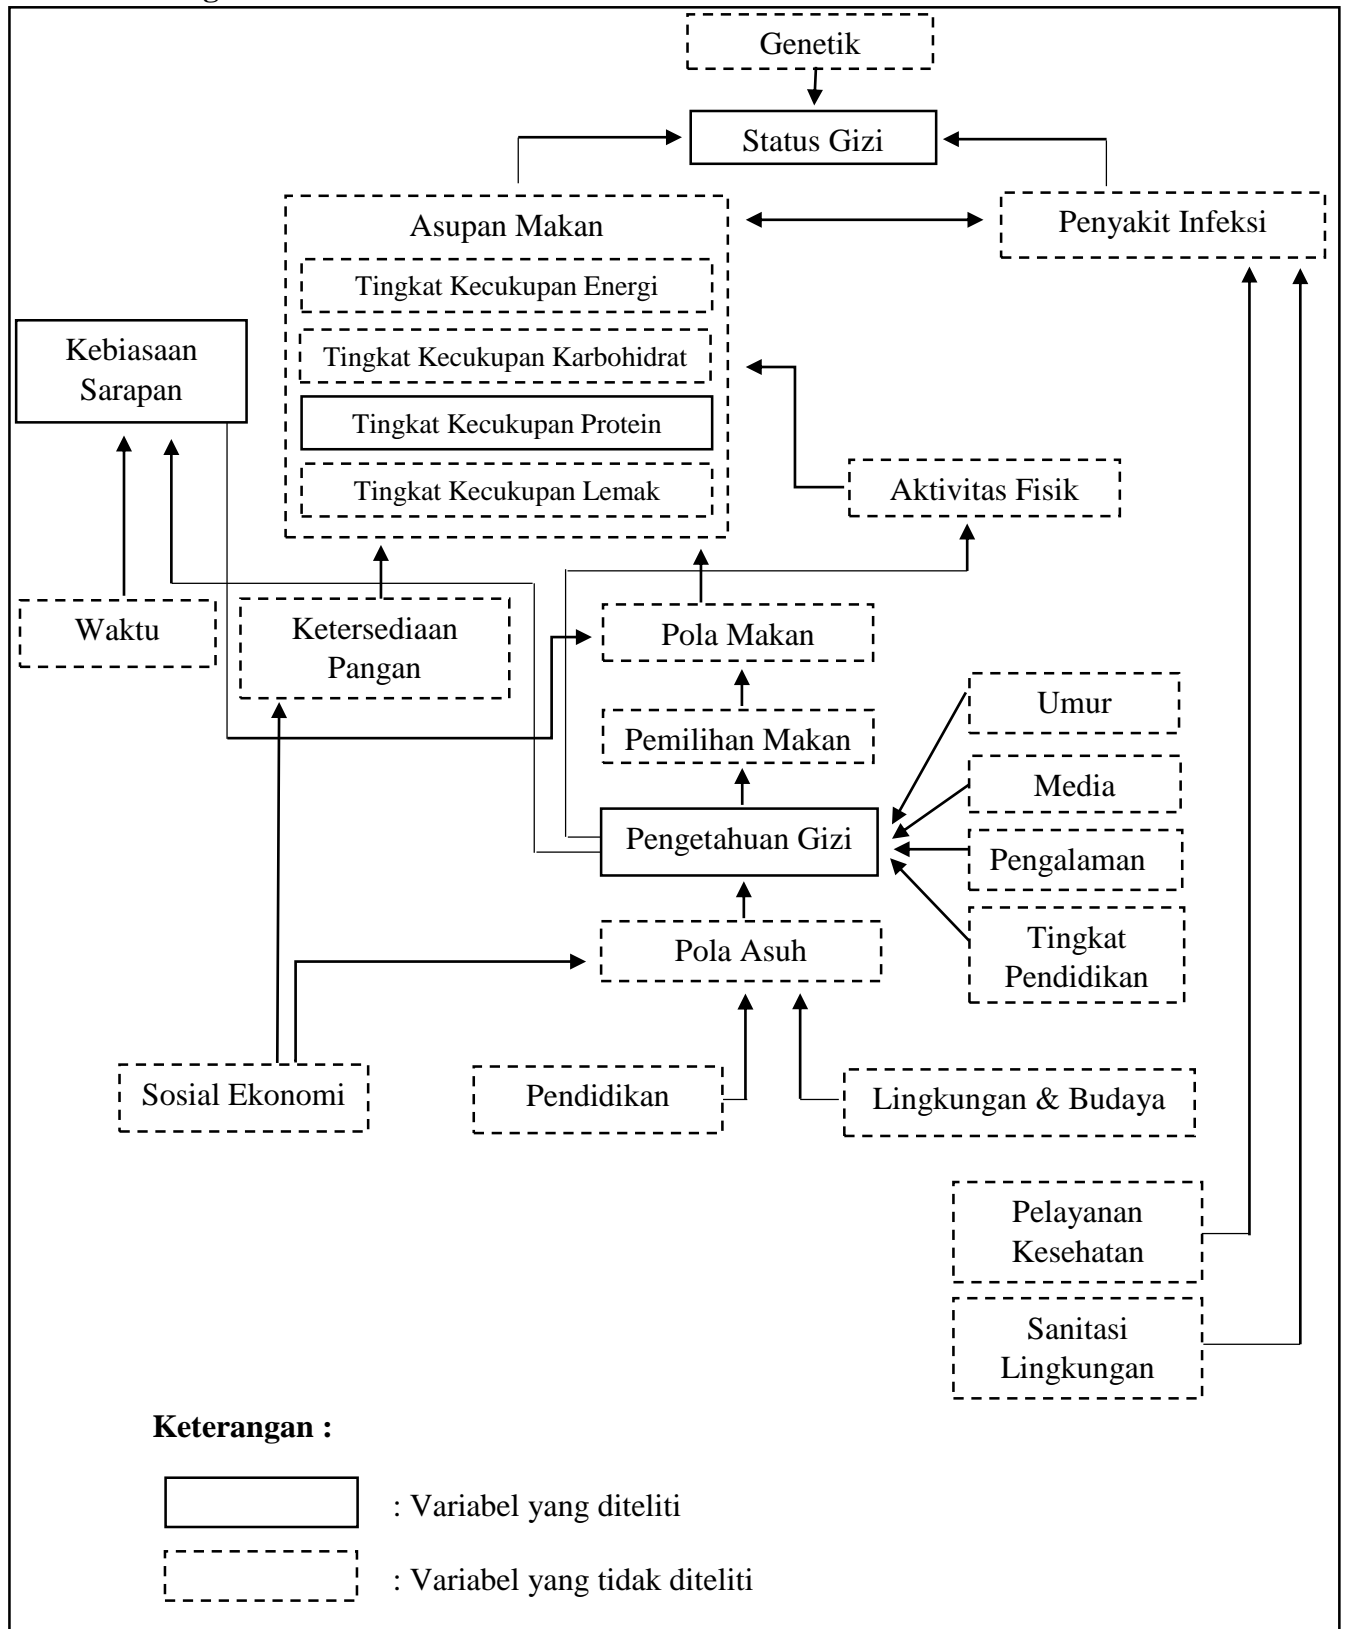 Genetik
Status Gizi
Asupan Makan
Penyakit Infeksi
Tingkat Kecukupan Energi
Kebiasaan
Sarapan
Tingkat Kecukupan Karbohidrat
Tingkat Kecukupan Protein
Tingkat Kecukupan Lemak
Aktivitas Fisik
Waktu
Ketersediaan
Pangan
Pola Makan
Umur
Pemilihan Makan
Media
Pengetahuan Gizi
Pengalaman
Tingkat
Pendidikan
Pola Asuh
Sosial Ekonomi
Pendidikan
Lingkungan & Budaya
Pelayanan
Kesehatan
Sanitasi
Lingkungan
Keterangan :
: Variabel yang diteliti
: Variabel yang tidak diteliti